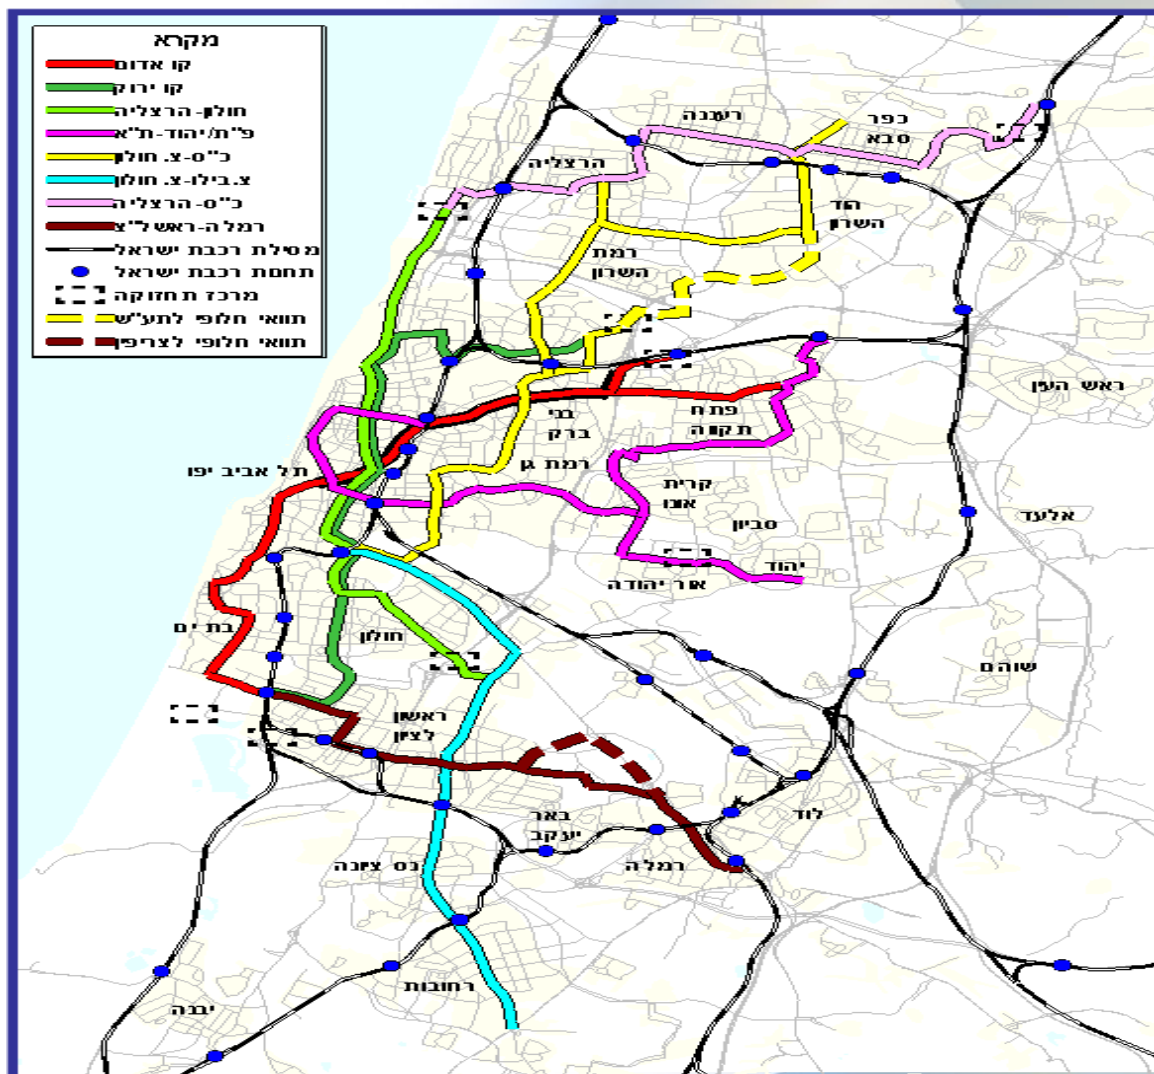 מקרא
קו אדום
קו ירוק
חולון-הרצליה
פ"ת/יהוד-ת"א
כ"ס-צ. חולון
צ.בילו-צ. חולון
כ"ס-הרצליה
רמלה-ראשל"צ
מסילת רכבת ישראל
תחנות רכבת ישראל
מרכז תחזוקה
תוואי חלופי לתע"ש
תוואי חלופי לצריפין
רעננה
כפר
סבא
הרצליה
הוד
השרון
רמת
השרון
ראש העין
בני
ברק
פתח
תקווה
תל אביב יפו
רמת גן
קרית
אונו
סביון
אלעד
יהוד
אור יהודה
בת ים
חולון
שוהם
ראשון
לציון
באר
יעקב
לוד
נס ציונה
רמלה
רחובות
יבנה